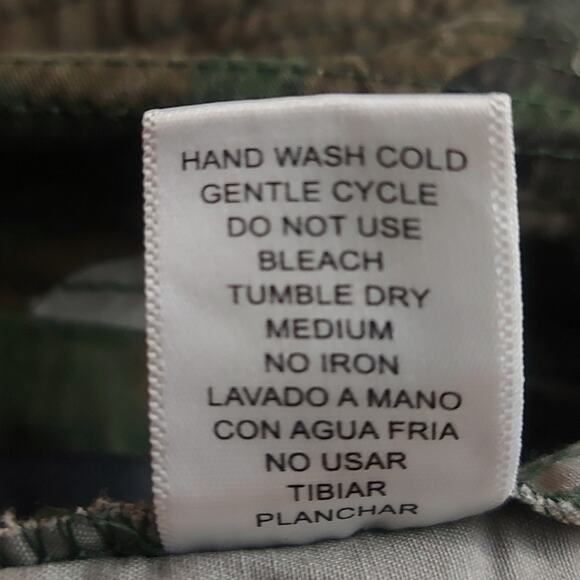 HAND WASH COLD
GENTLE CYCLE
DO NOT USE
BLEACH
TUMBLE DRY
MEDIUM
NO IRON
LAVADO A MANO
CON AGUA FRIA
NO USAR
TIBIAR
PLANCHAR